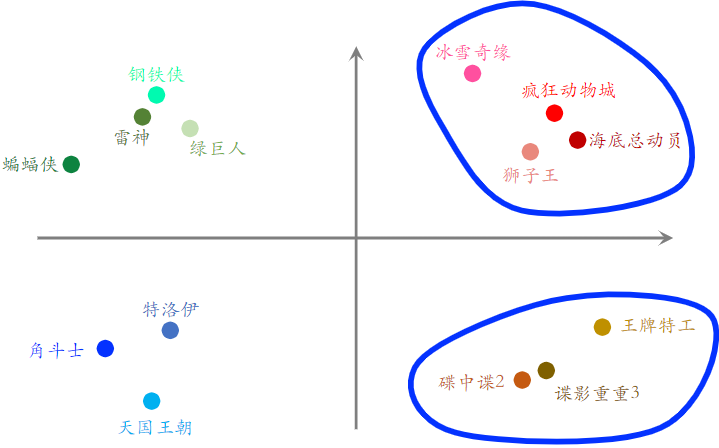 冰雪奇缘
钢铁侠
疯狂动物城
雷神
绿巨人
海底总动员
蝙蝠侠
狮子王
特洛伊
王牌特工
角斗士
碟中谍2
谍影重重3
天国王朝